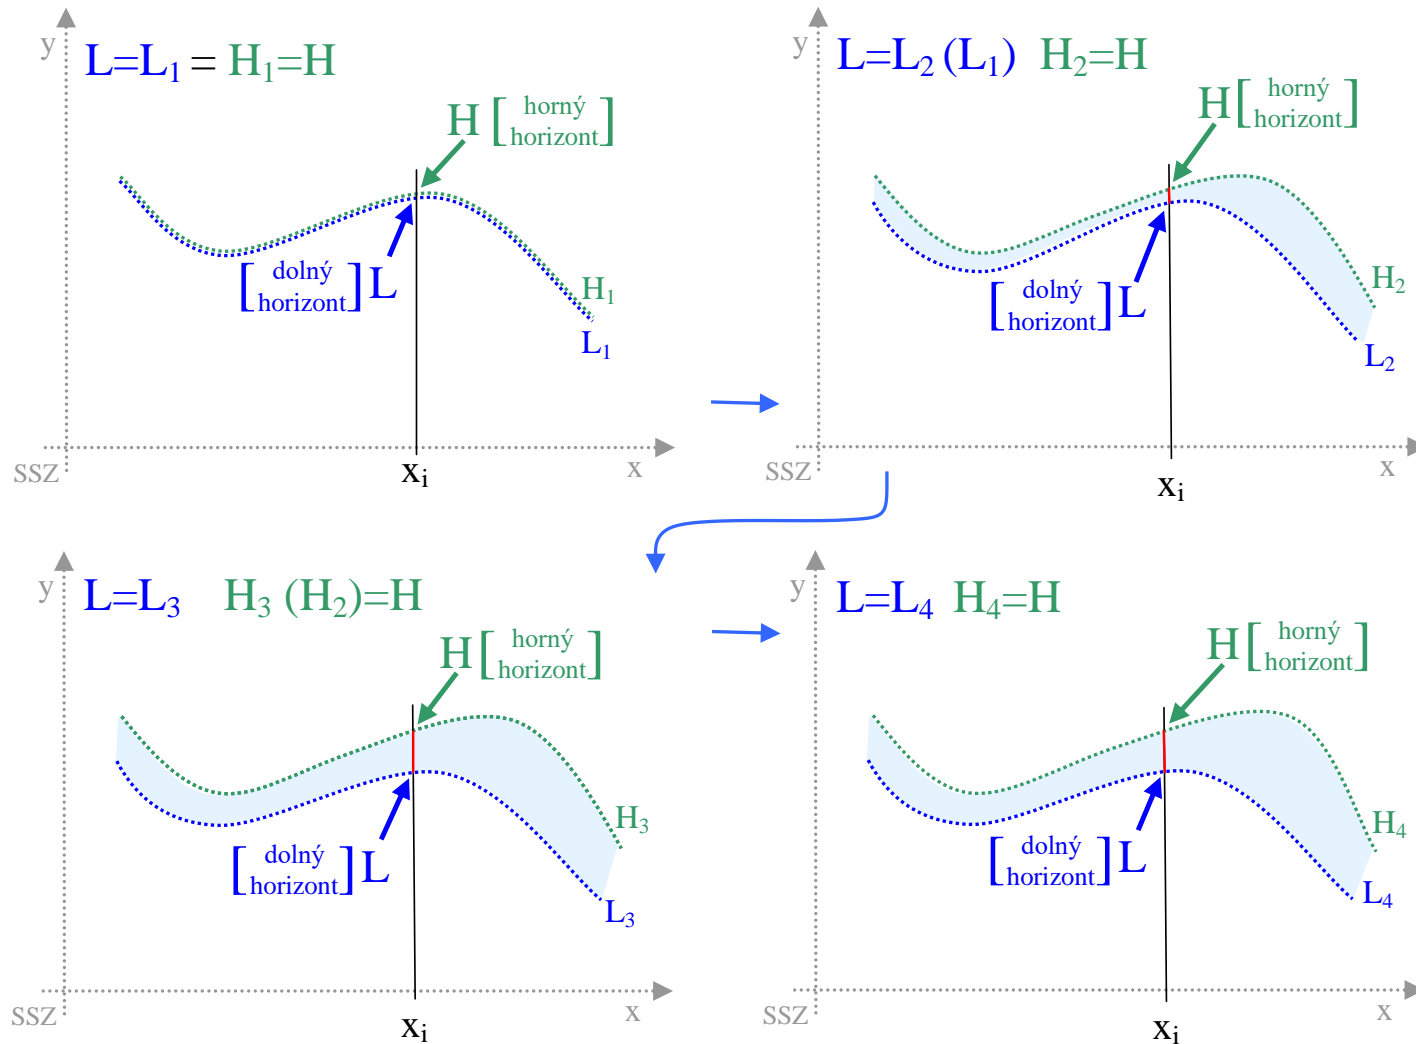 y
L=L₁ = H₁=H
H [horný horizont]
[dolný horizont] L
H₁
L₁
SSZ
xᵢ
x
y
L=L₂ (L₁) H₂=H
H [horný horizont]
[dolný horizont] L
H₂
L₂
SSZ
xᵢ
x
y
L=L₃ H₃ (H₂)=H
H [horný horizont]
[dolný horizont] L
H₃
L₃
SSZ
xᵢ
x
y
L=L₄ H₄=H
H [horný horizont]
[dolný horizont] L
H₄
L₄
SSZ
xᵢ
x